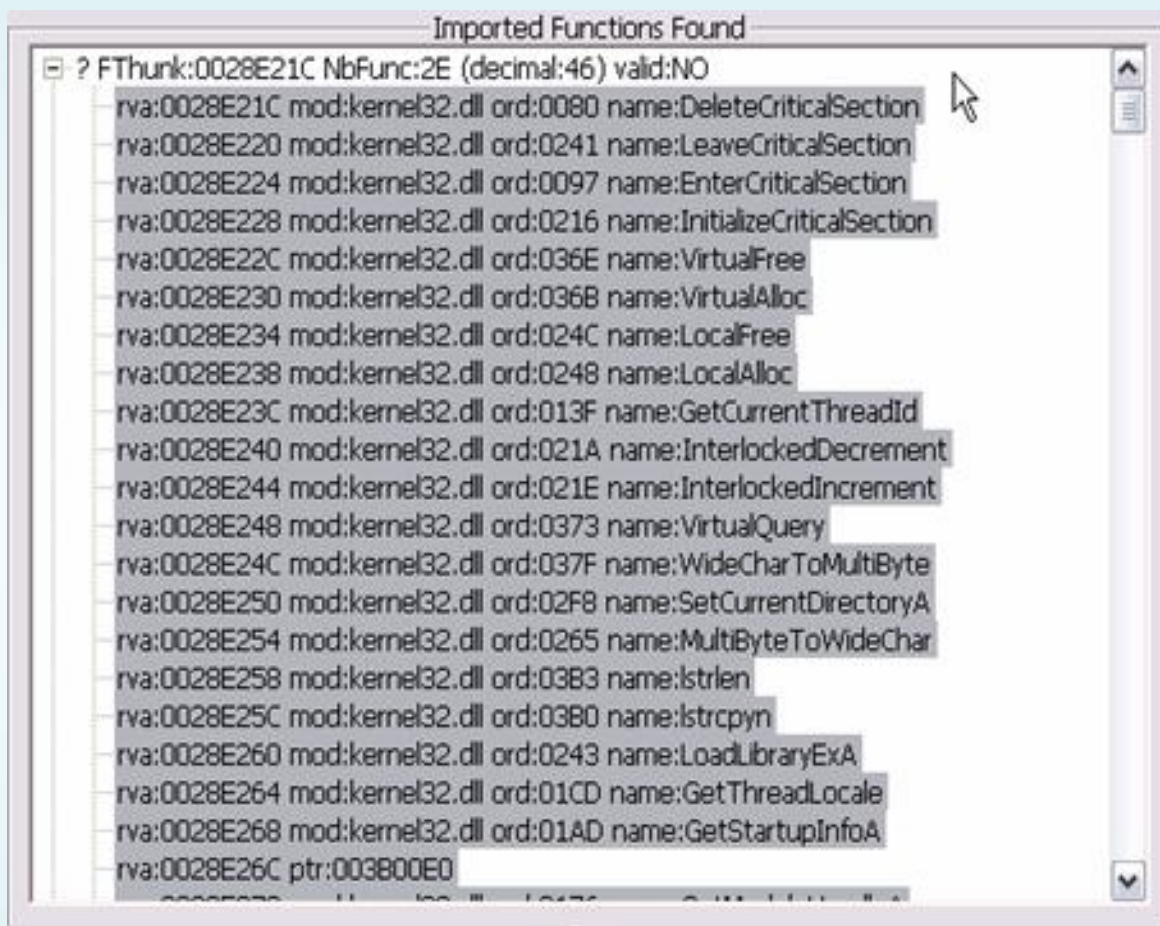 Imported Functions Found
? FThunk:0028E21C NbFunc:2E (decimal:46) valid:NO
rva:0028E21C mod:kernel32.dll ord:0080 name:DeleteCriticalSection
rva:0028E220 mod:kernel32.dll ord:0241 name:LeaveCriticalSection
rva:0028E224 mod:kernel32.dll ord:0097 name:EnterCriticalSection
rva:0028E228 mod:kernel32.dll ord:0216 name:InitializeCriticalSection
rva:0028E22C mod:kernel32.dll ord:036E name:VirtualFree
rva:0028E230 mod:kernel32.dll ord:036B name:VirtualAlloc
rva:0028E234 mod:kernel32.dll ord:024C name:LocalFree
rva:0028E238 mod:kernel32.dll ord:0248 name:LocalAlloc
rva:0028E23C mod:kernel32.dll ord:013F name:GetCurrentThreadId
rva:0028E240 mod:kernel32.dll ord:021A name:InterlockedDecrement
rva:0028E244 mod:kernel32.dll ord:021E name:InterlockedIncrement
rva:0028E248 mod:kernel32.dll ord:0373 name:VirtualQuery
rva:0028E24C mod:kernel32.dll ord:037F name:WideCharToMultiByte
rva:0028E250 mod:kernel32.dll ord:02F8 name:SetCurrentDirectoryA
rva:0028E254 mod:kernel32.dll ord:0265 name:MultiByteToWideChar
rva:0028E258 mod:kernel32.dll ord:03B3 name:lstrlen
rva:0028E25C mod:kernel32.dll ord:03B0 name:lstrcpyn
rva:0028E260 mod:kernel32.dll ord:0243 name:LoadLibraryExA
rva:0028E264 mod:kernel32.dll ord:01CD name:GetThreadLocale
rva:0028E268 mod:kernel32.dll ord:01AD name:GetStartupInfoA
rva:0028E26C ptr:003B00E0